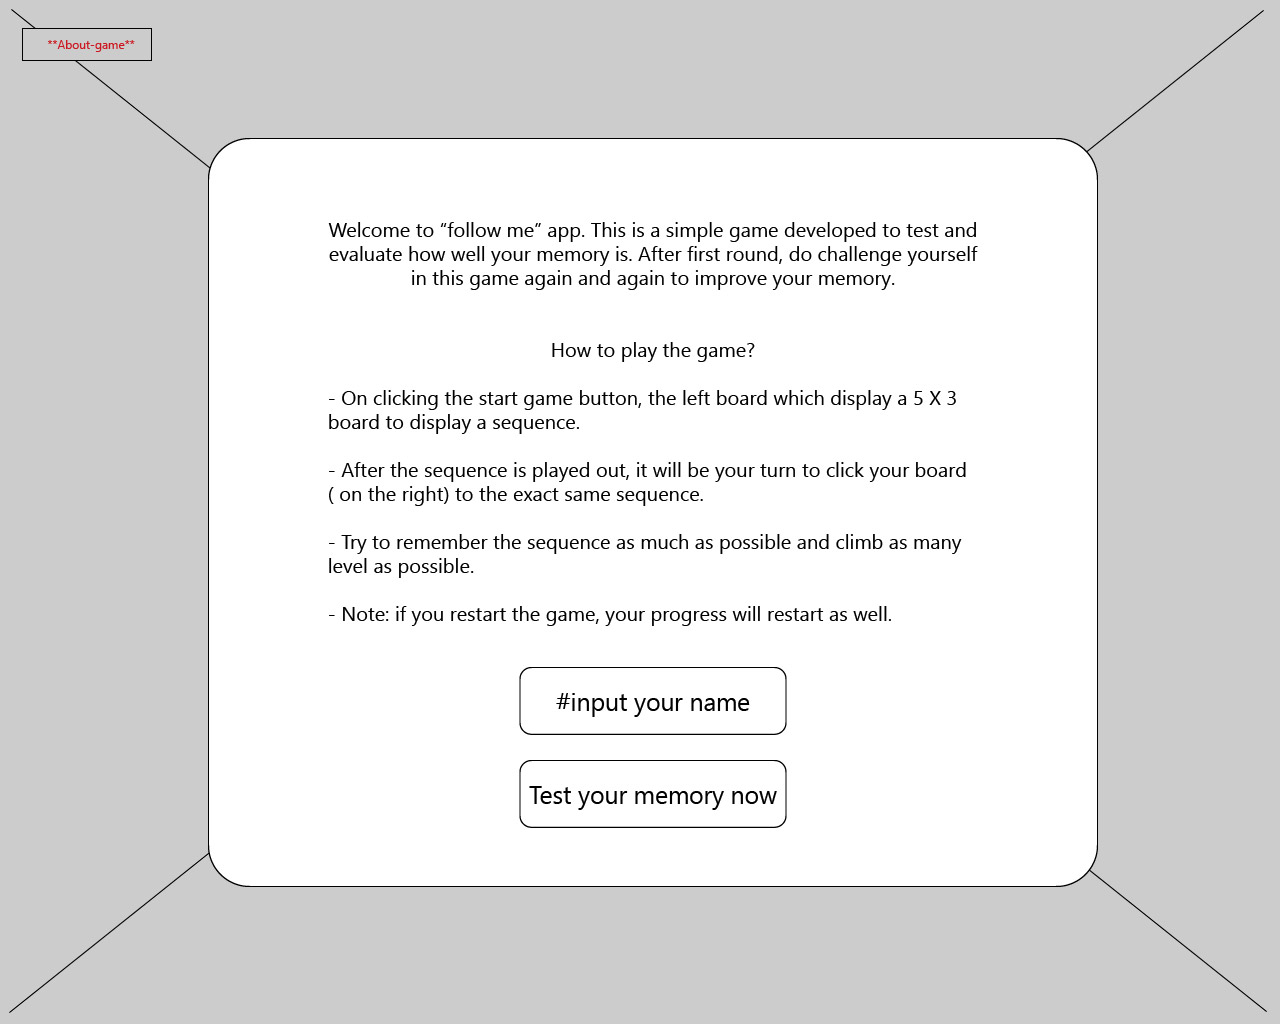 **About-game**
Welcome to “follow me” app. This is a simple game developed to test and
evaluate how well your memory is. After first round, do challenge yourself
in this game again and again to improve your memory.
How to play the game?
- On clicking the start game button, the left board which display a 5 X 3
board to display a sequence.
- After the sequence is played out, it will be your turn to click your board
( on the right) to the exact same sequence.
- Try to remember the sequence as much as possible and climb as many
level as possible.
- Note: if you restart the game, your progress will restart as well.
#input your name
Test your memory now